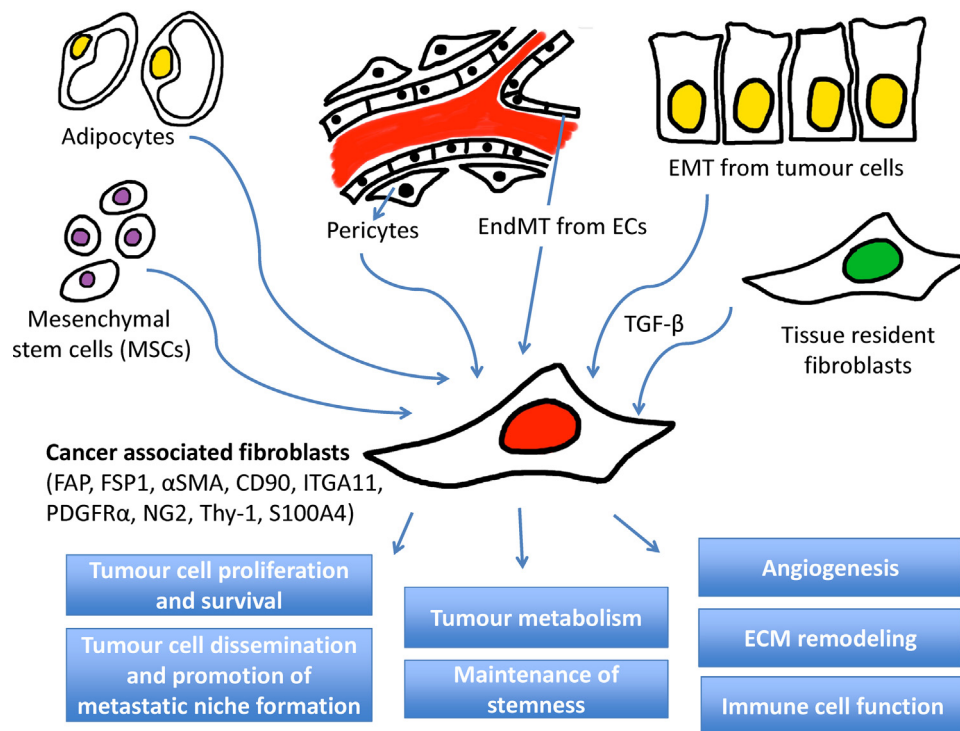 Adipocytes
Pericytes
EndMT from ECs
EMT from tumour cells
Mesenchymal
stem cells (MSCs)
TGF-β
Tissue resident
fibroblasts
Cancer associated fibroblasts
(FAP, FSP1, αSMA, CD90, ITGA11,
PDGFRα, NG2, Thy-1, S100A4)
Tumour cell proliferation
and survival
Tumour cell dissemination
and promotion of
metastatic niche formation
Tumour metabolism
Maintenance of
stemness
Angiogenesis
ECM remodeling
Immune cell function